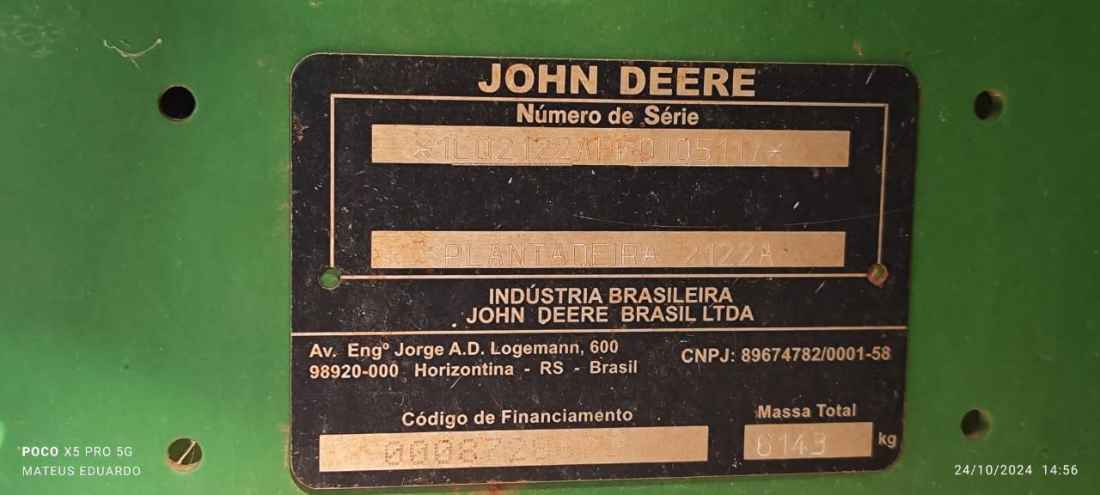 JOHN DEERE
Número de Série
PLANTADEIRA 2122A
INDÚSTRIA BRASILEIRA
JOHN DEERE BRASIL LTDA
Av. Engº Jorge A.D. Logemann, 600
98920-000 Horizontina - RS - Brasil
CNPJ: 89674782/0001-58
Código de Financiamento
Massa Total
6143 kg
POCO X5 PRO 5G
MATEUS EDUARDO
24/10/2024 14:56